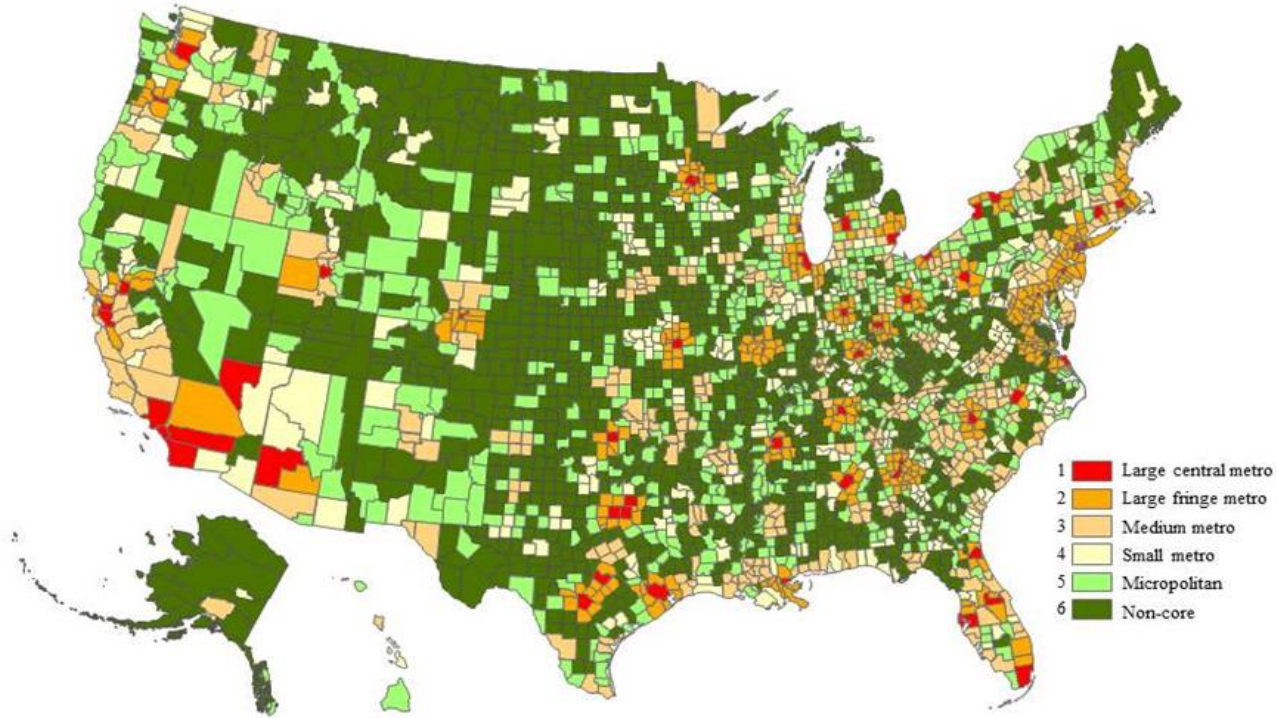 1 Large central metro
2 Large fringe metro
3 Medium metro
4 Small metro
5 Micropolitan
6 Non-core